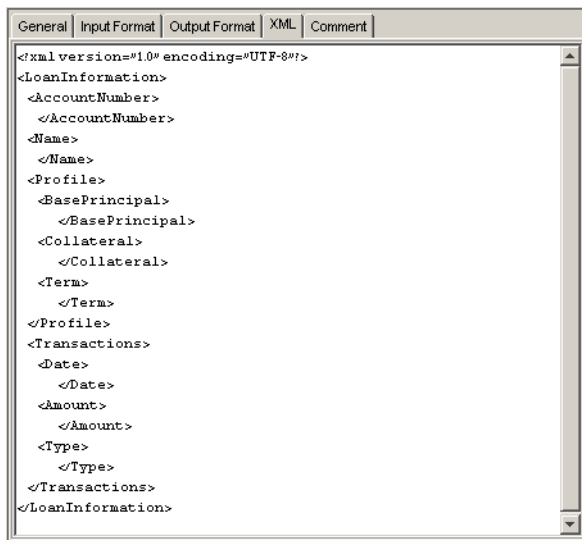 General Input Format Output Format XML Comment
<?xml version="1.0" encoding="UTF-8"?>
<LoanInformation>
<AccountNumber>
</AccountNumber>
<Name>
</Name>
<Profile>
<BasePrincipal>
</BasePrincipal>
<Collateral>
</Collateral>
<Term>
</Term>
</Profile>
<Transactions>
<Date>
</Date>
<Amount>
</Amount>
<Type>
</Type>
</Transactions>
</LoanInformation>